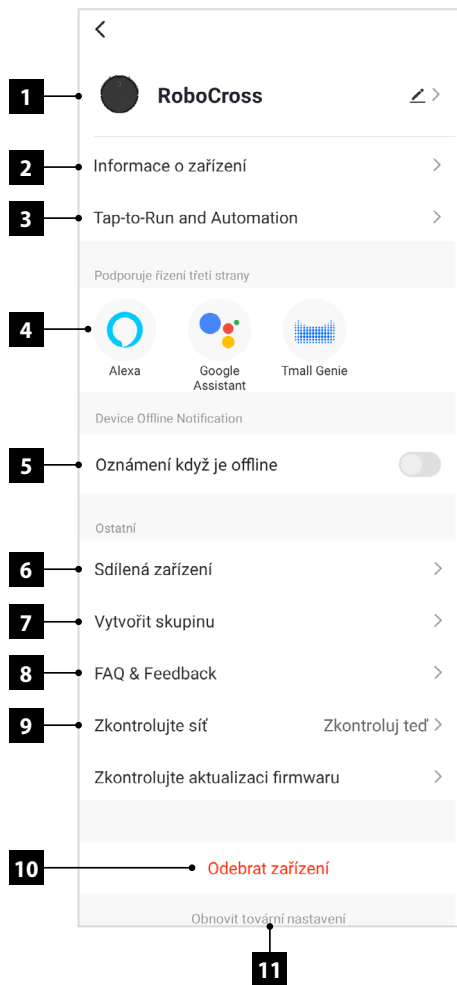 1 RoboCross
2 Informace o zařízení
3 Tap-to-Run and Automation
Podporuje řízení třetí strany
4
Alexa Google Assistant Tmall Genie
Device Offline Notification
5 Oznámení když je offline
Ostatní
6 Sdílená zařízení
7 Vytvořit skupinu
8 FAQ & Feedback
9 Zkontrolujte síť Zkontroluj teď
Zkontrolujte aktualizaci firmwaru
10 Odebrat zařízení
Obnovit tovární nastavení
11